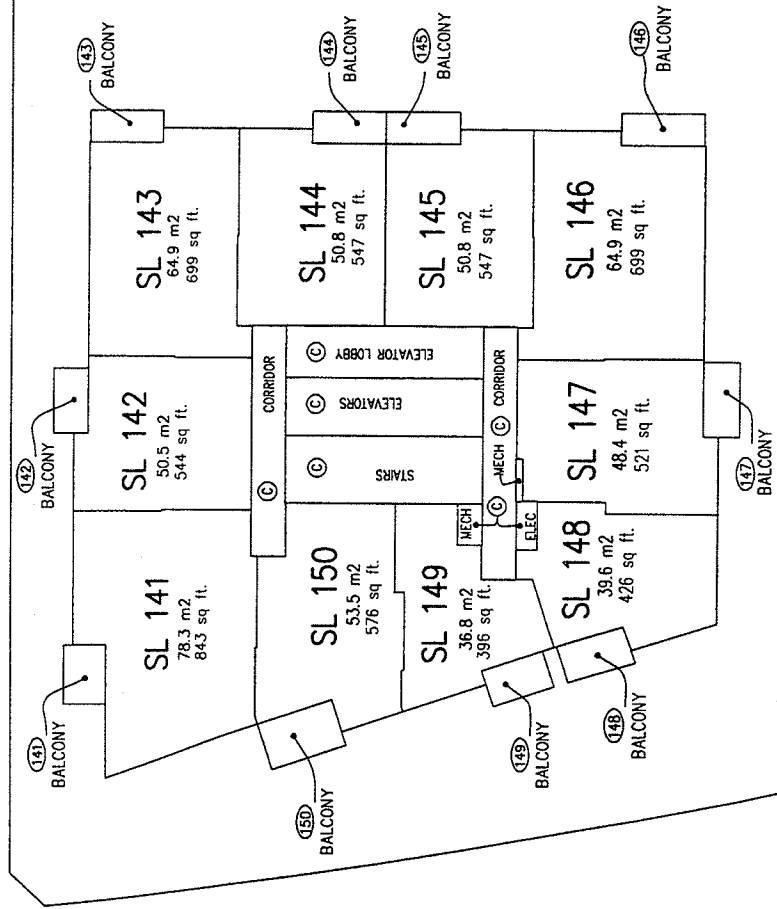 143
BALCONY
144
BALCONY
145
BALCONY
146
BALCONY
SL 143
64.9 m2
699 sq ft.
SL 144
50.8 m2
547 sq ft.
SL 145
50.8 m2
547 sq ft.
SL 146
64.9 m2
699 sq ft.
142
BALCONY
SL 142
50.5 m2
544 sq ft.
CORRIDOR
C
C
ELEVATOR LOBBY
C
ELEVATORS
C
STAIRS
CORRIDOR
C
MECH
C
MECH
ELEC
SL 147
48.4 m2
521 sq ft.
147
BALCONY
141
BALCONY
SL 141
78.3 m2
843 sq ft.
SL 150
53.5 m2
576 sq ft.
SL 149
36.8 m2
396 sq ft.
SL 148
39.6 m2
426 sq ft.
150
BALCONY
149
BALCONY
148
BALCONY